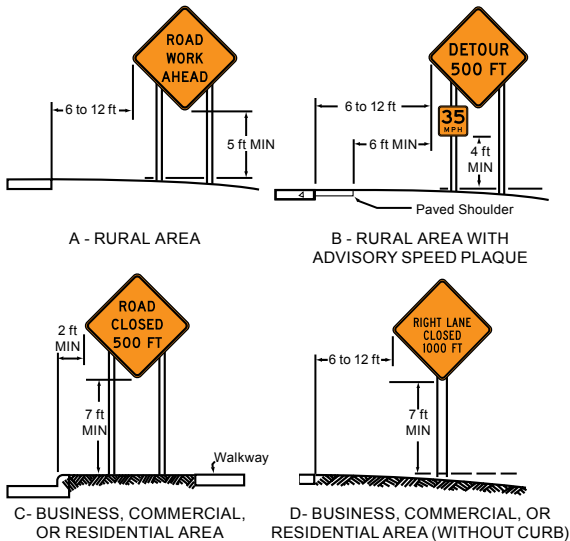 ROAD
WORK
AHEAD
6 to 12 ft
5 ft MIN
A - RURAL AREA
DETOUR
500 FT
35
MPH
6 to 12 ft
6 ft MIN
4 ft
MIN
Paved Shoulder
B - RURAL AREA WITH
ADVISORY SPEED PLAQUE
ROAD
CLOSED
500 FT
2 ft
MIN
7 ft
MIN
Walkway
C- BUSINESS, COMMERCIAL,
OR RESIDENTIAL AREA
RIGHT LANE
CLOSED
1000 FT
6 to 12 ft
7 ft
MIN
D- BUSINESS, COMMERCIAL, OR
RESIDENTIAL AREA (WITHOUT CURB)